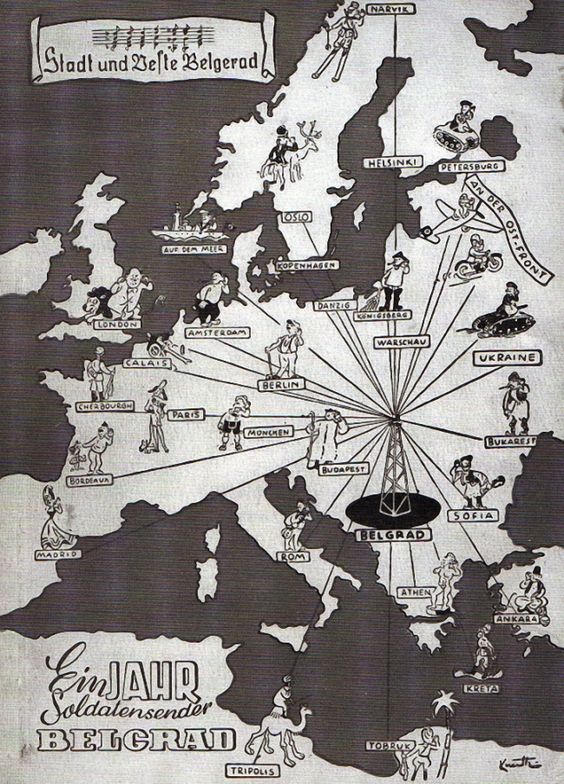 Stadt und Veste Belgerad
NARVIK
HELSINKI
PETERSBURG
AN DER OST-FRONT
OSLO
AUF DEM MEER
KOPENHAGEN
DANZIG
KÖNIGSBERG
LONDON
AMSTERDAM
WARSCHAU
UKRAINE
CALAIS
BERLIN
CHERBOURGH
PARIS
MÜNCHEN
BUKAREST
BUDAPEST
BORDEAUX
SOFIA
BELGRAD
MADRID
ROM
ATHEN
ANKARA
KRETA
Ein JAHR
Soldatensender
BELGRAD
TRIPOLIS
TOBRUK